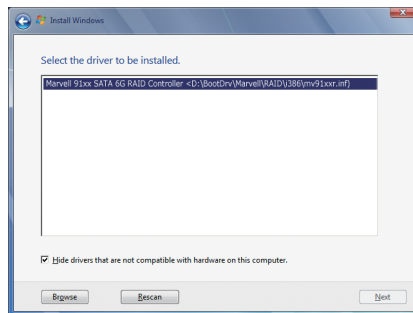 Install Windows
Select the driver to be installed.
Marvell 91xx SATA 6G RAID Controller <D:\BootDrv\Marvell\RAID\i386\mv91xxr.inf)
Hide drivers that are not compatible with hardware on this computer.
Browse
Rescan
Next